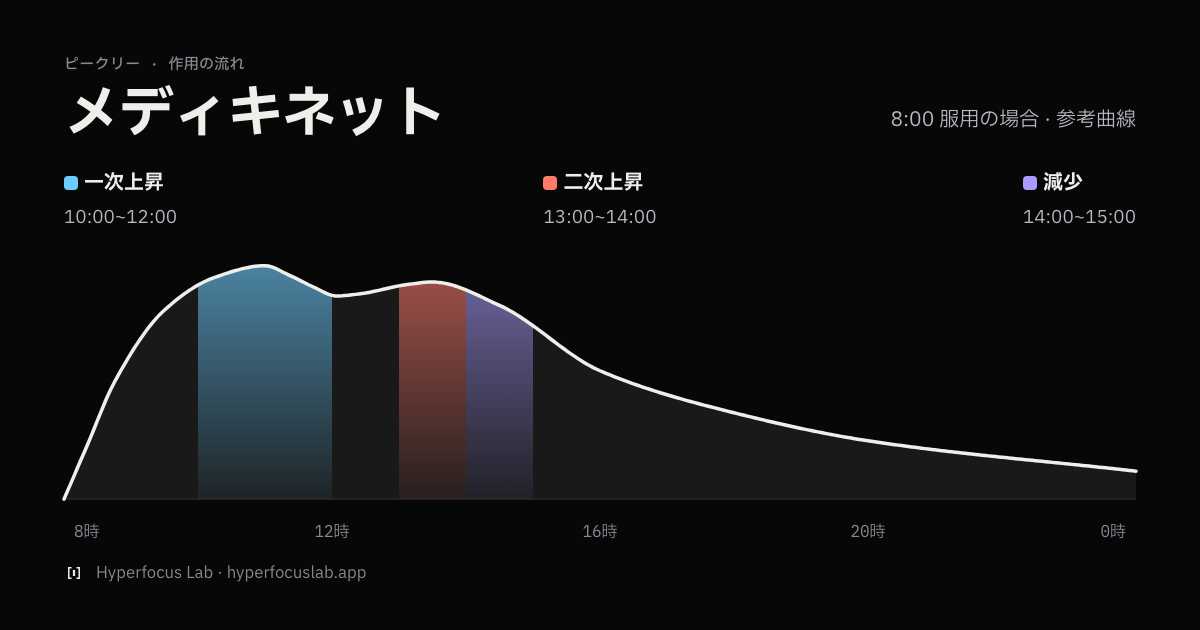 ピークリー · 作用の流れ
メディキネット
8:00 服用の場合 · 参考曲線
一次上昇
10:00~12:00
二次上昇
13:00~14:00
減少
14:00~15:00
8時
12時
16時
20時
0時
Hyperfocus Lab · hyperfocuslab.app